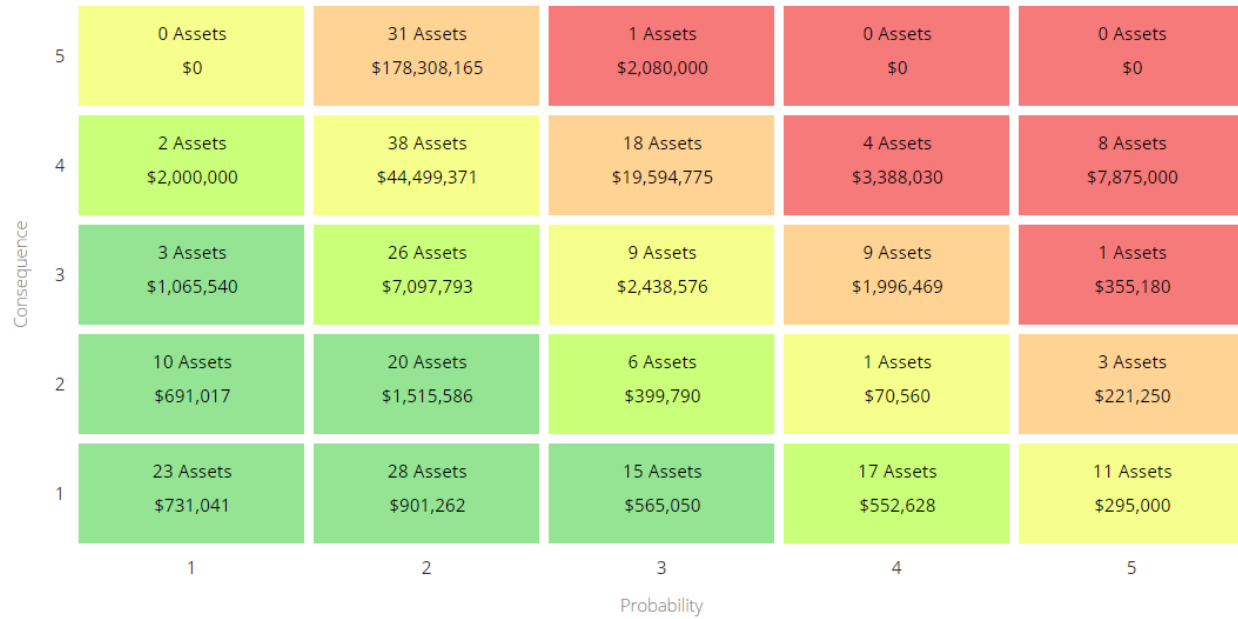 5
0 Assets
$0
31 Assets
$178,308,165
1 Assets
$2,080,000
0 Assets
$0
0 Assets
$0
4
2 Assets
$2,000,000
38 Assets
$44,499,371
18 Assets
$19,594,775
4 Assets
$3,388,030
8 Assets
$7,875,000
Consequence
3
3 Assets
$1,065,540
26 Assets
$7,097,793
9 Assets
$2,438,576
9 Assets
$1,996,469
1 Assets
$355,180
2
10 Assets
$691,017
20 Assets
$1,515,586
6 Assets
$399,790
1 Assets
$70,560
3 Assets
$221,250
1
23 Assets
$731,041
28 Assets
$901,262
15 Assets
$565,050
17 Assets
$552,628
11 Assets
$295,000
1
2
3
4
5
Probability